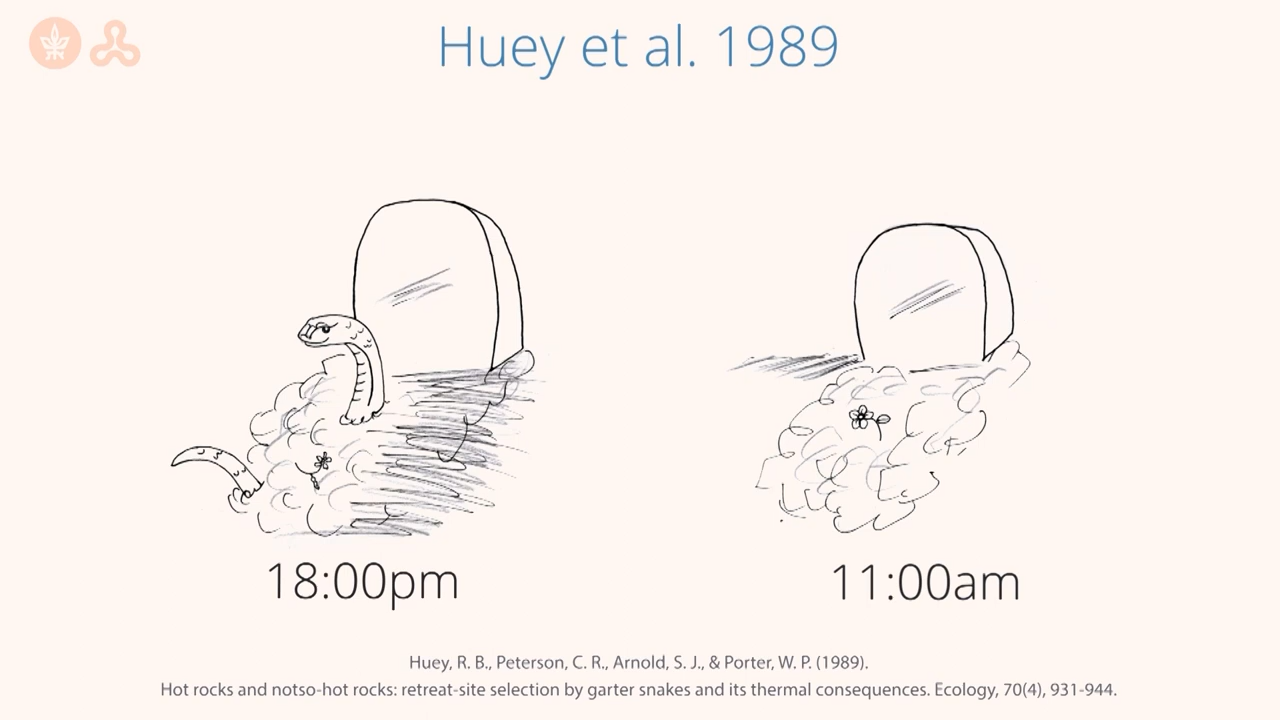 Huey et al. 1989
18:00pm
11:00am
Huey, R. B., Peterson, C. R., Arnold, S. J., & Porter, W. P. (1989).
Hot rocks and notso-hot rocks: retreat-site selection by garter snakes and its thermal consequences. Ecology, 70(4), 931-944.